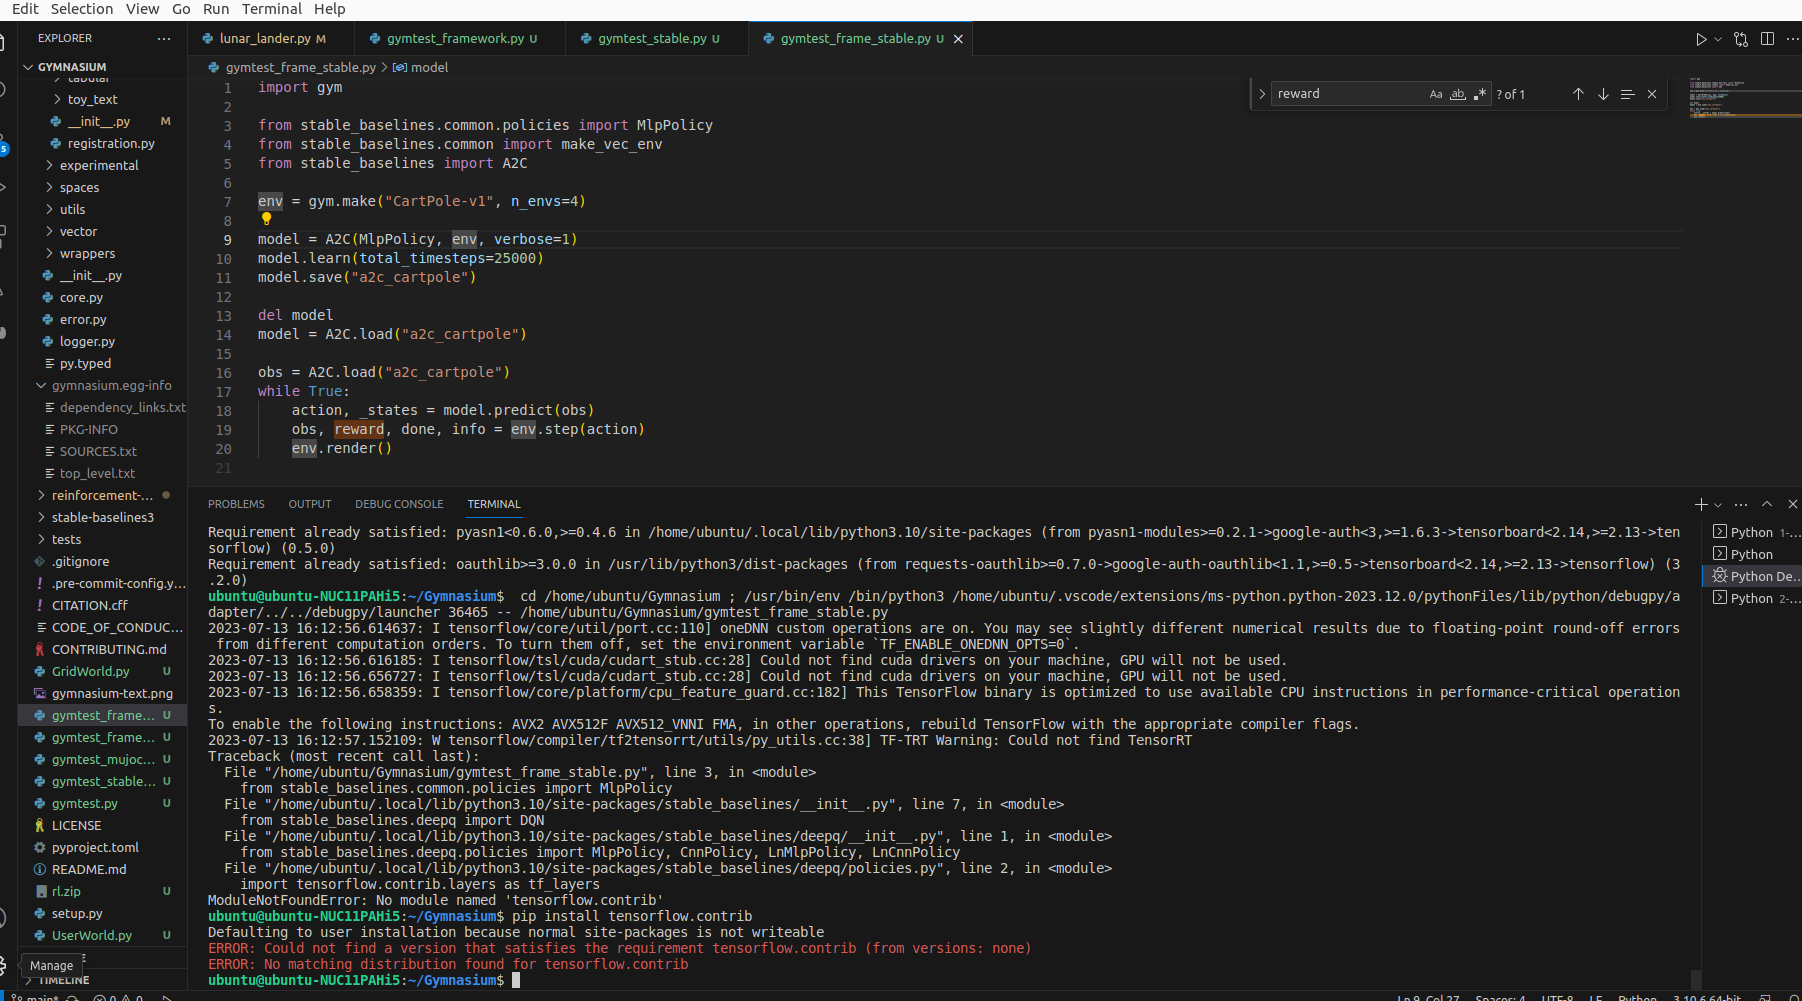 Edit Selection View Go Run Terminal Help
EXPLORER
lunar_lander.py M
gymtest_framework.py U
gymtest_stable.py U
gymtest_frame_stable.py U
GYMNASIUM
gymtest_frame_stable.py > model
tabular
toy_text
__init__.py M
registration.py
experimental
spaces
utils
vector
wrappers
__init__.py
core.py
error.py
logger.py
py.typed
gymnasium.egg-info
dependency_links.txt
PKG-INFO
SOURCES.txt
top_level.txt
reinforcement-...
stable-baselines3
tests
.gitignore
.pre-commit-config.y...
CITATION.cff
CODE_OF_CONDUC...
CONTRIBUTING.md
GridWorld.py U
gymnasium-text.png
gymtest_frame... U
gymtest_frame... U
gymtest_mujoc... U
gymtest_stable... U
gymtest.py U
LICENSE
pyproject.toml
README.md
rl.zip U
setup.py
UserWorld.py U
Manage
TIMELINE
reward
Aa ab ? of 1
1 import gym
2
3 from stable_baselines.common.policies import MlpPolicy
4 from stable_baselines.common import make_vec_env
5 from stable_baselines import A2C
6
7 env = gym.make("CartPole-v1", n_envs=4)
8
9 model = A2C(MlpPolicy, env, verbose=1)
10 model.learn(total_timesteps=25000)
11 model.save("a2c_cartpole")
12
13 del model
14 model = A2C.load("a2c_cartpole")
15
16 obs = A2C.load("a2c_cartpole")
17 while True:
18 action, _states = model.predict(obs)
19 obs, reward, done, info = env.step(action)
20 env.render()
21
PROBLEMS OUTPUT DEBUG CONSOLE TERMINAL
Requirement already satisfied: pyasn1<0.6.0,>=0.4.6 in /home/ubuntu/.local/lib/python3.10/site-packages (from pyasn1-modules>=0.2.1->google-auth<3,>=1.6.3->tensorboard<2.14,>=2.13->ten
sorflow) (0.5.0)
Requirement already satisfied: oauthlib>=3.0.0 in /usr/lib/python3/dist-packages (from requests-oauthlib>=0.7.0->google-auth-oauthlib<1.1,>=0.5->tensorboard<2.14,>=2.13->tensorflow) (3
.2.0)
ubuntu@ubuntu-NUC11PAHi5:~/Gymnasium$ cd /home/ubuntu/Gymnasium ; /usr/bin/env /bin/python3 /home/ubuntu/.vscode/extensions/ms-python.python-2023.12.0/pythonFiles/lib/python/debugpy/a
dapter/../../debugpy/launcher 36465 -- /home/ubuntu/Gymnasium/gymtest_frame_stable.py
2023-07-13 16:12:56.614637: I tensorflow/core/util/port.cc:110] oneDNN custom operations are on. You may see slightly different numerical results due to floating-point round-off errors
from different computation orders. To turn them off, set the environment variable `TF_ENABLE_ONEDNN_OPTS=0`.
2023-07-13 16:12:56.616185: I tensorflow/tsl/cuda/cudart_stub.cc:28] Could not find cuda drivers on your machine, GPU will not be used.
2023-07-13 16:12:56.656727: I tensorflow/tsl/cuda/cudart_stub.cc:28] Could not find cuda drivers on your machine, GPU will not be used.
2023-07-13 16:12:56.658359: I tensorflow/core/platform/cpu_feature_guard.cc:182] This TensorFlow binary is optimized to use available CPU instructions in performance-critical operation
s.
To enable the following instructions: AVX2 AVX512F AVX512_VNNI FMA, in other operations, rebuild TensorFlow with the appropriate compiler flags.
2023-07-13 16:12:57.152109: W tensorflow/compiler/tf2tensorrt/utils/py_utils.cc:38] TF-TRT Warning: Could not find TensorRT
Traceback (most recent call last):
File "/home/ubuntu/Gymnasium/gymtest_frame_stable.py", line 3, in <module>
from stable_baselines.common.policies import MlpPolicy
File "/home/ubuntu/.local/lib/python3.10/site-packages/stable_baselines/__init__.py", line 7, in <module>
from stable_baselines.deepq import DQN
File "/home/ubuntu/.local/lib/python3.10/site-packages/stable_baselines/deepq/__init__.py", line 1, in <module>
from stable_baselines.deepq.policies import MlpPolicy, CnnPolicy, LnMlpPolicy, LnCnnPolicy
File "/home/ubuntu/.local/lib/python3.10/site-packages/stable_baselines/deepq/policies.py", line 2, in <module>
import tensorflow.contrib.layers as tf_layers
ModuleNotFoundError: No module named 'tensorflow.contrib'
ubuntu@ubuntu-NUC11PAHi5:~/Gymnasium$ pip install tensorflow.contrib
Defaulting to user installation because normal site-packages is not writeable
ERROR: Could not find a version that satisfies the requirement tensorflow.contrib (from versions: none)
ERROR: No matching distribution found for tensorflow.contrib
ubuntu@ubuntu-NUC11PAHi5:~/Gymnasium$
Python 1-...
Python
Python De...
Python 2-...
main* 0 0
Ln 9, Col 27 Spaces: 4 UTF-8 LF Python 3.10.6 64-bit